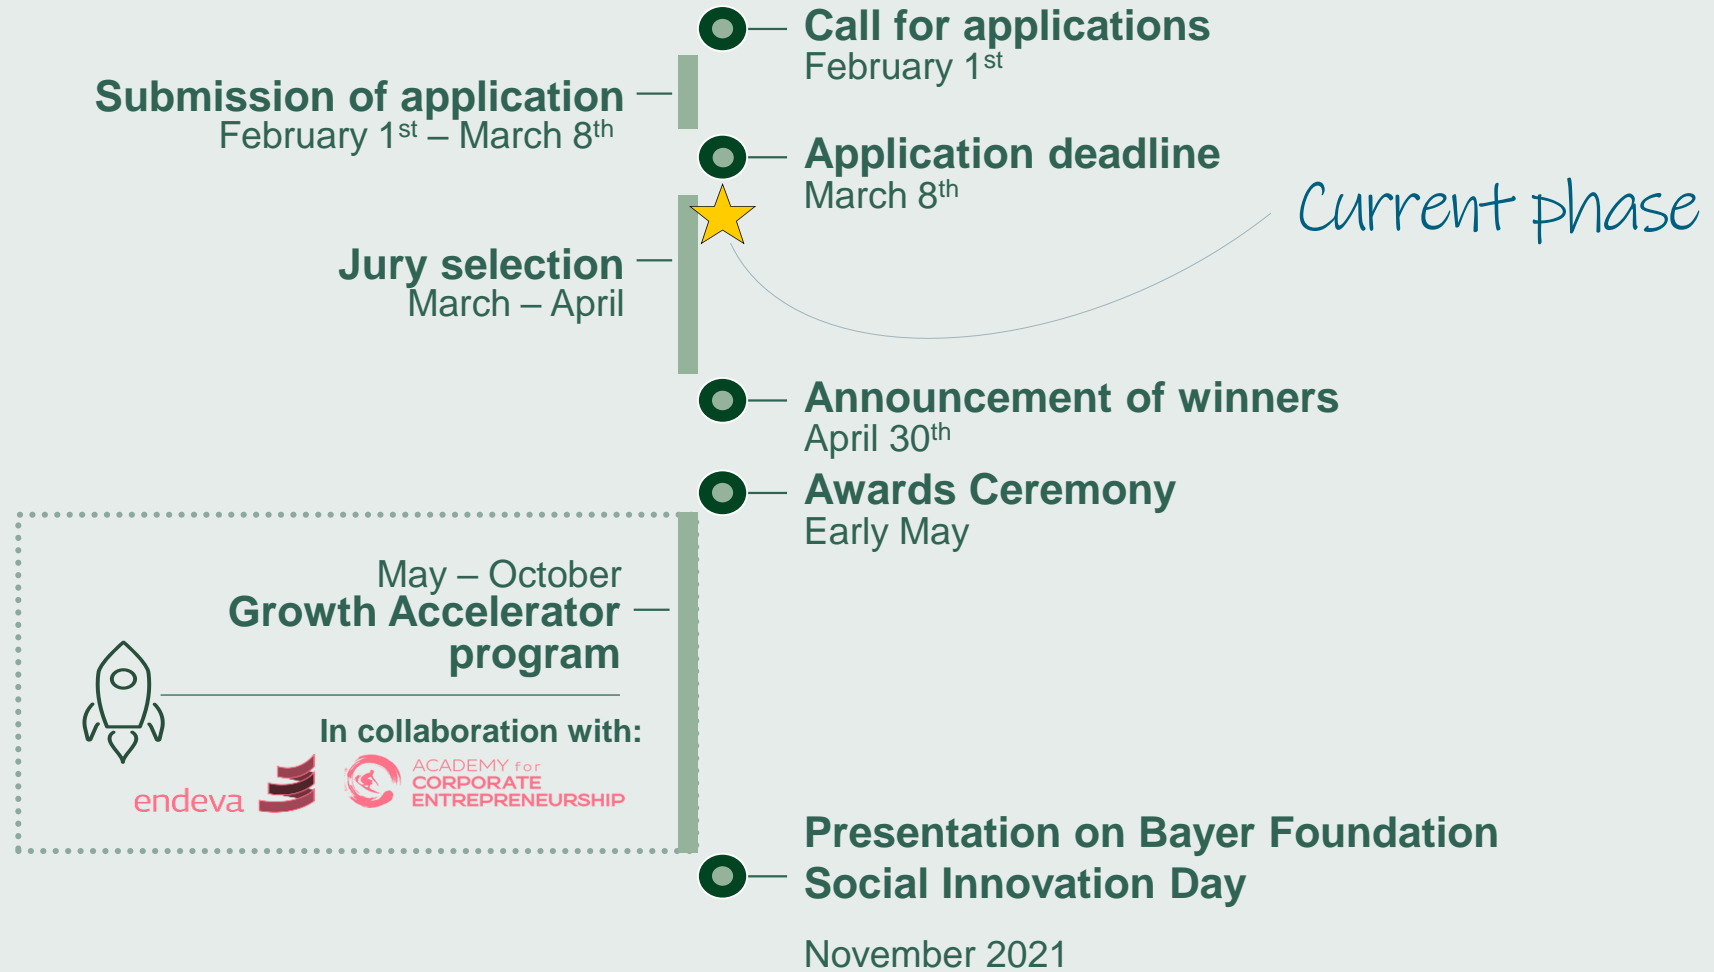 Call for applications
February 1st
Submission of application
February 1st – March 8th
Application deadline
March 8th
Current phase
Jury selection
March – April
Announcement of winners
April 30th
Awards Ceremony
Early May
May – October
Growth Accelerator
program
In collaboration with:
endeva
ACADEMY for
CORPORATE
ENTREPRENEURSHIP
Presentation on Bayer Foundation
Social Innovation Day
November 2021